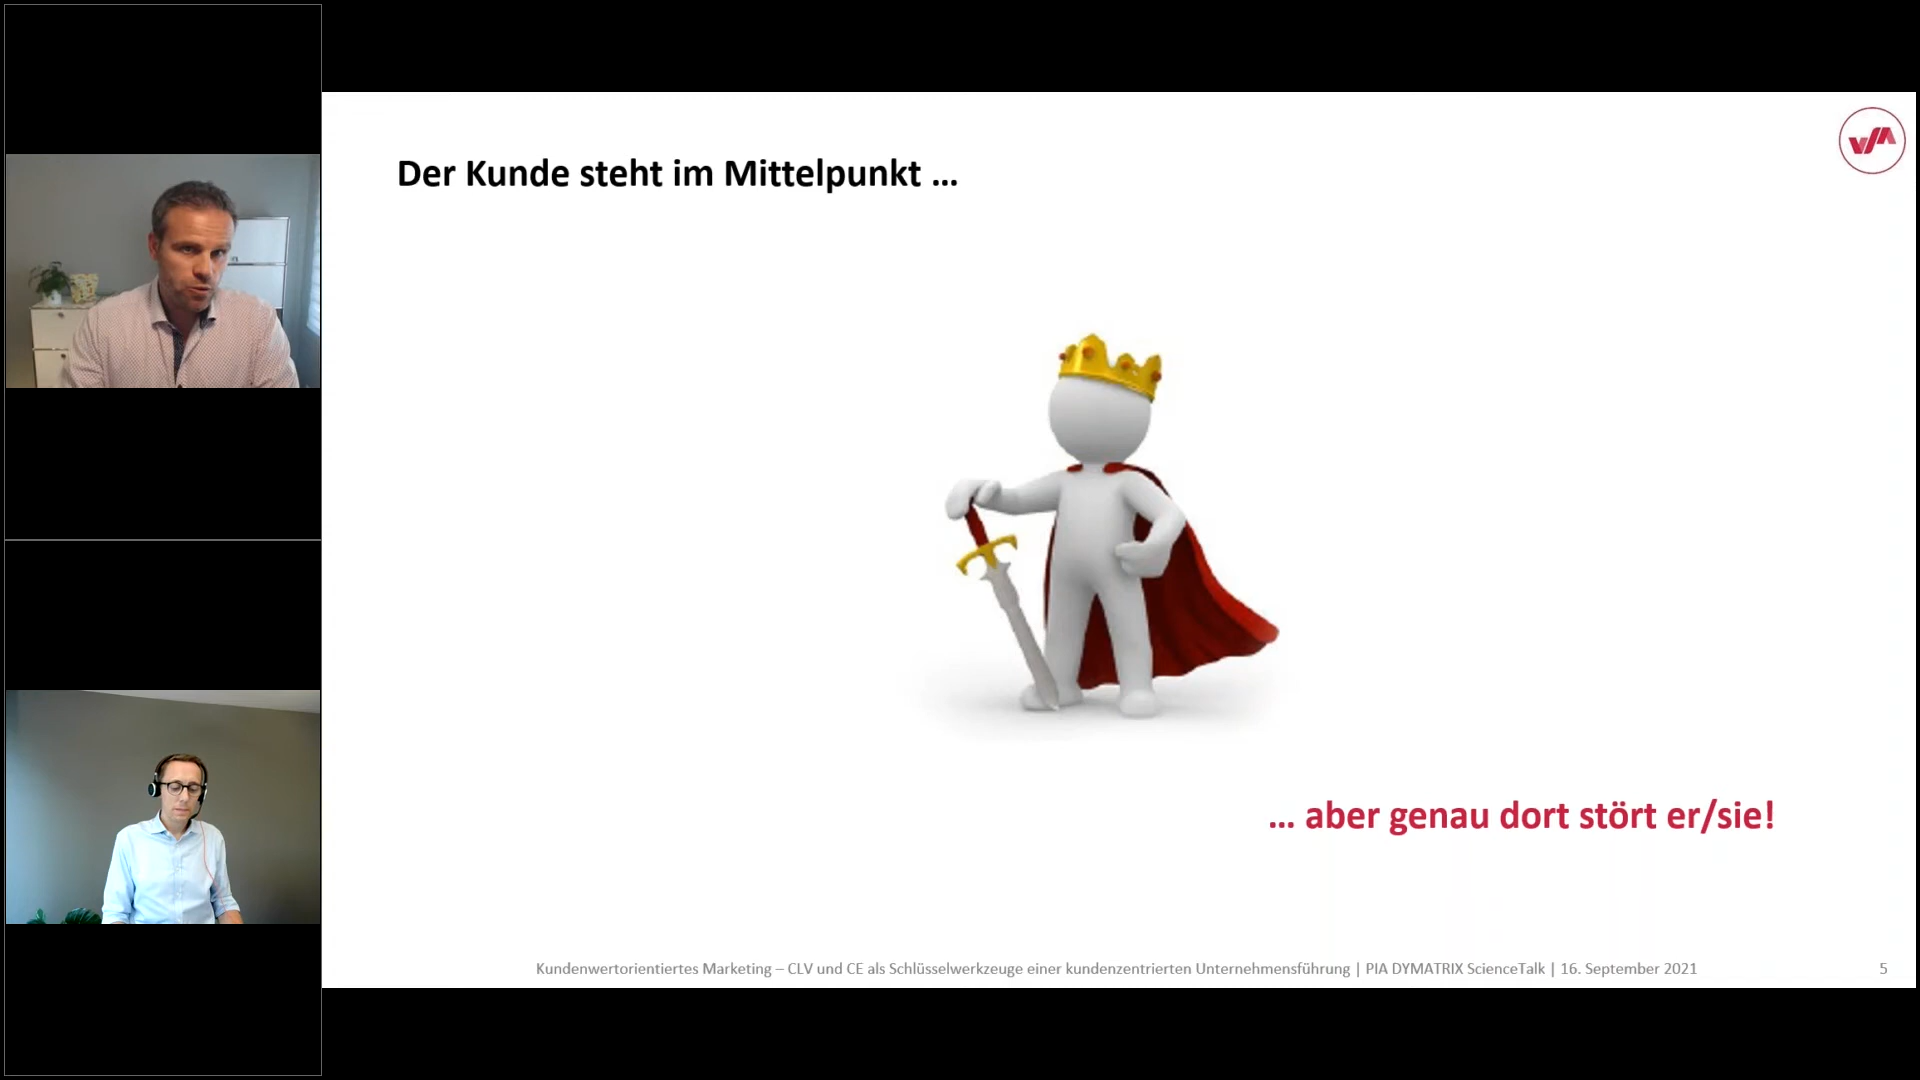 Der Kunde steht im Mittelpunkt ...
... aber genau dort stört er/sie!
Kundenwertorientiertes Marketing – CLV und CE als Schlüsselwerkzeuge einer kundenzentrierten Unternehmensführung | PIA DYMATRIX ScienceTalk | 16. September 2021
5